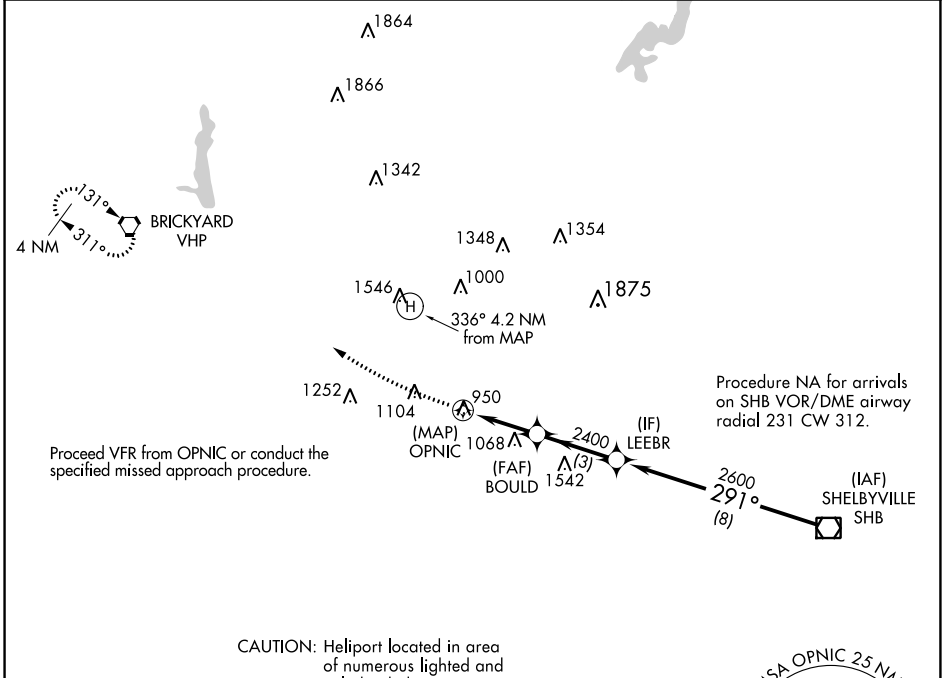 1864
1866
1342
131°
BRICKYARD
VHP
4 NM
311°
1348
1354
1546
1000
1875
H
336° 4.2 NM
from MAP
1252
1104
950
(MAP)
OPNIC
1068
(FAF)
BOULD
1542
2400
(3)
(IF)
LEEBR
Procedure NA for arrivals
on SHB VOR/DME airway
radial 231 CW 312.
Proceed VFR from OPNIC or conduct the
specified missed approach procedure.
2600
291°
(8)
(IAF)
SHELBYVILLE
SHB
CAUTION: Heliport located in area
of numerous lighted and
OPNIC 25